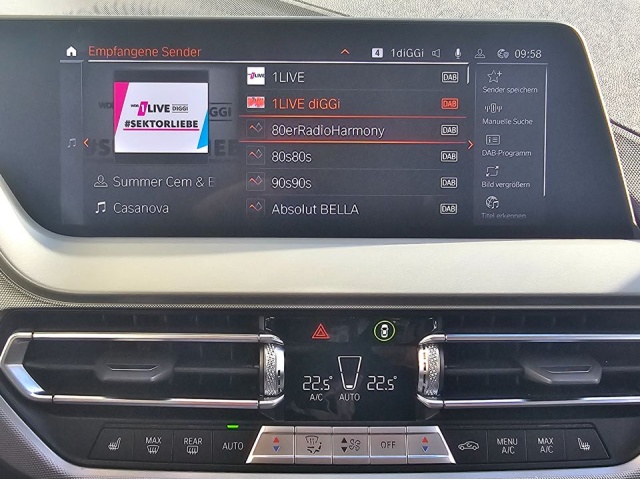 Empfangene Sender
4 1diGGi 09:58
WDR 1LIVE DIGGI
#SEKTORLIEBE
Summer Cem & E
Casanova
1LIVE DAB
1LIVE diGGi DAB
80erRadioHarmony DAB
80s80s DAB
90s90s DAB
Absolut BELLA DAB
Sender speichern
Manuelle Suche
DAB-Programm
Bild vergrößern
Titel erkennen
22.5° 22.5°
A/C AUTO
MAX
REAR
AUTO
OFF
MENU A/C
MAX A/C